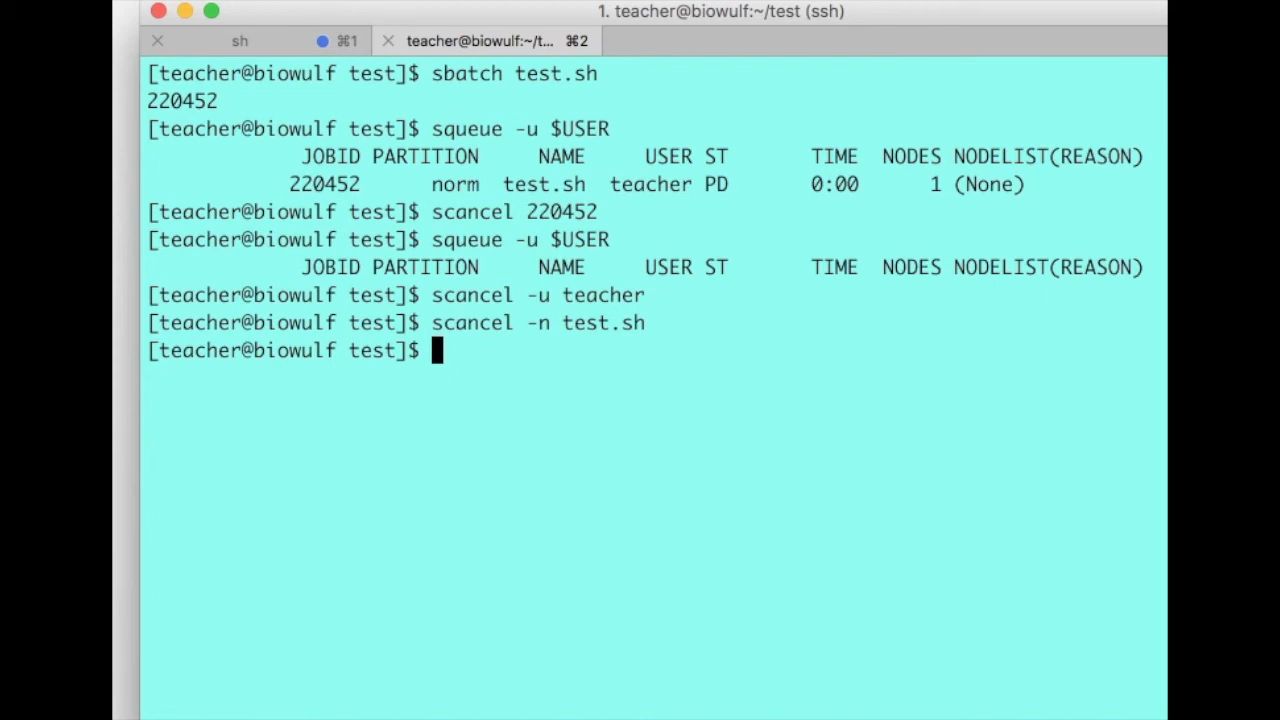 1. teacher@biowulf:~/test (ssh)
sh ⌘1 teacher@biowulf:~/t... ⌘2
[teacher@biowulf test]$ sbatch test.sh
220452
[teacher@biowulf test]$ squeue -u $USER
JOBID PARTITION NAME USER ST TIME NODES NODELIST(REASON)
220452 norm test.sh teacher PD 0:00 1 (None)
[teacher@biowulf test]$ scancel 220452
[teacher@biowulf test]$ squeue -u $USER
JOBID PARTITION NAME USER ST TIME NODES NODELIST(REASON)
[teacher@biowulf test]$ scancel -u teacher
[teacher@biowulf test]$ scancel -n test.sh
[teacher@biowulf test]$